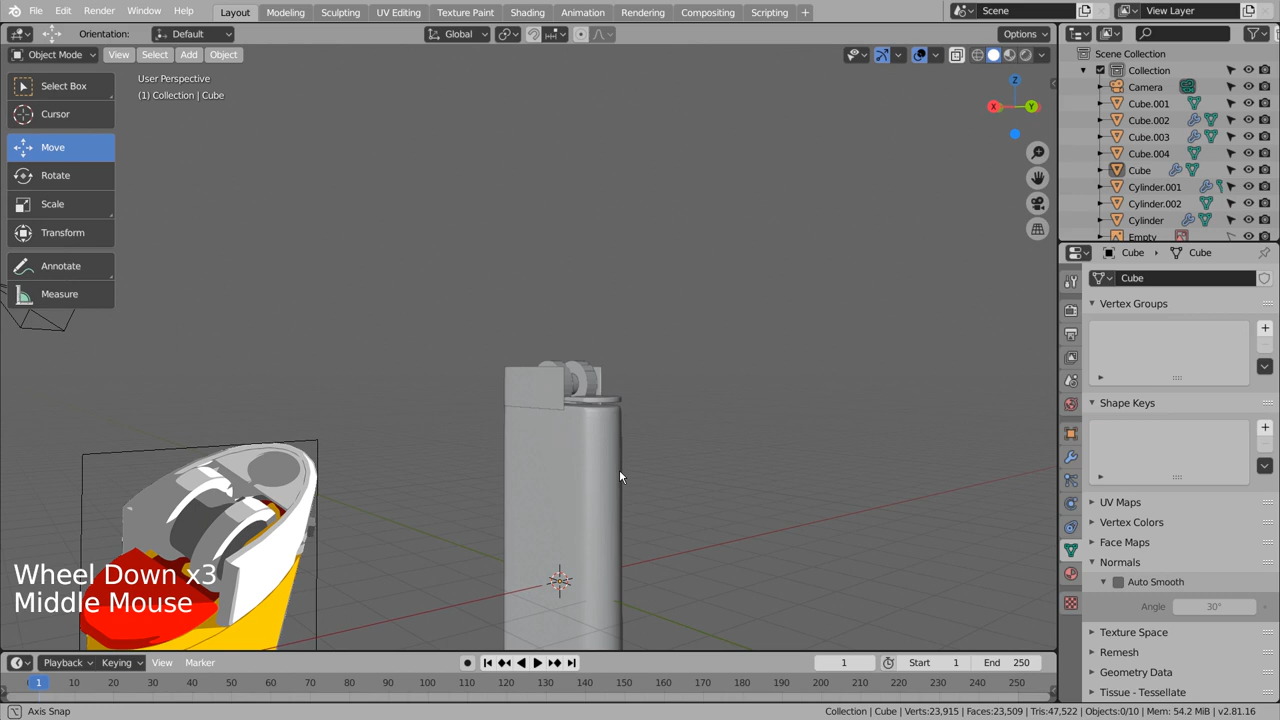 File Edit Render Window Help Layout Modeling Sculpting UV Editing Texture Paint Shading Animation Rendering Compositing Scripting + Scene View Layer
Orientation: Default Global Options
Object Mode View Select Add Object
User Perspective
(1) Collection | Cube
Select Box
Cursor
Move
Rotate
Scale
Transform
Annotate
Measure
Z
X
Y
Wheel Down x3
Middle Mouse
Scene Collection
Collection
Camera
Cube.001
Cube.002
Cube.003
Cube.004
Cube
Cylinder.001
Cylinder.002
Cylinder
Empty
Cube Cube
Cube
Vertex Groups
Shape Keys
UV Maps
Vertex Colors
Face Maps
Normals
Auto Smooth
Angle 30°
Texture Space
Remesh
Geometry Data
Tissue - Tessellate
Playback Keying View Marker 1 Start 1 End 250
1 10 20 30 40 50 60 70 80 90 100 110 120 130 140 150 160 170 180 190 200 210 220 230 240 250
Axis Snap Collection | Cube | Verts:23,915 | Faces:23,509 | Tris:47,522 | Objects:0/10 | Mem: 54.2 MiB | v2.81.16